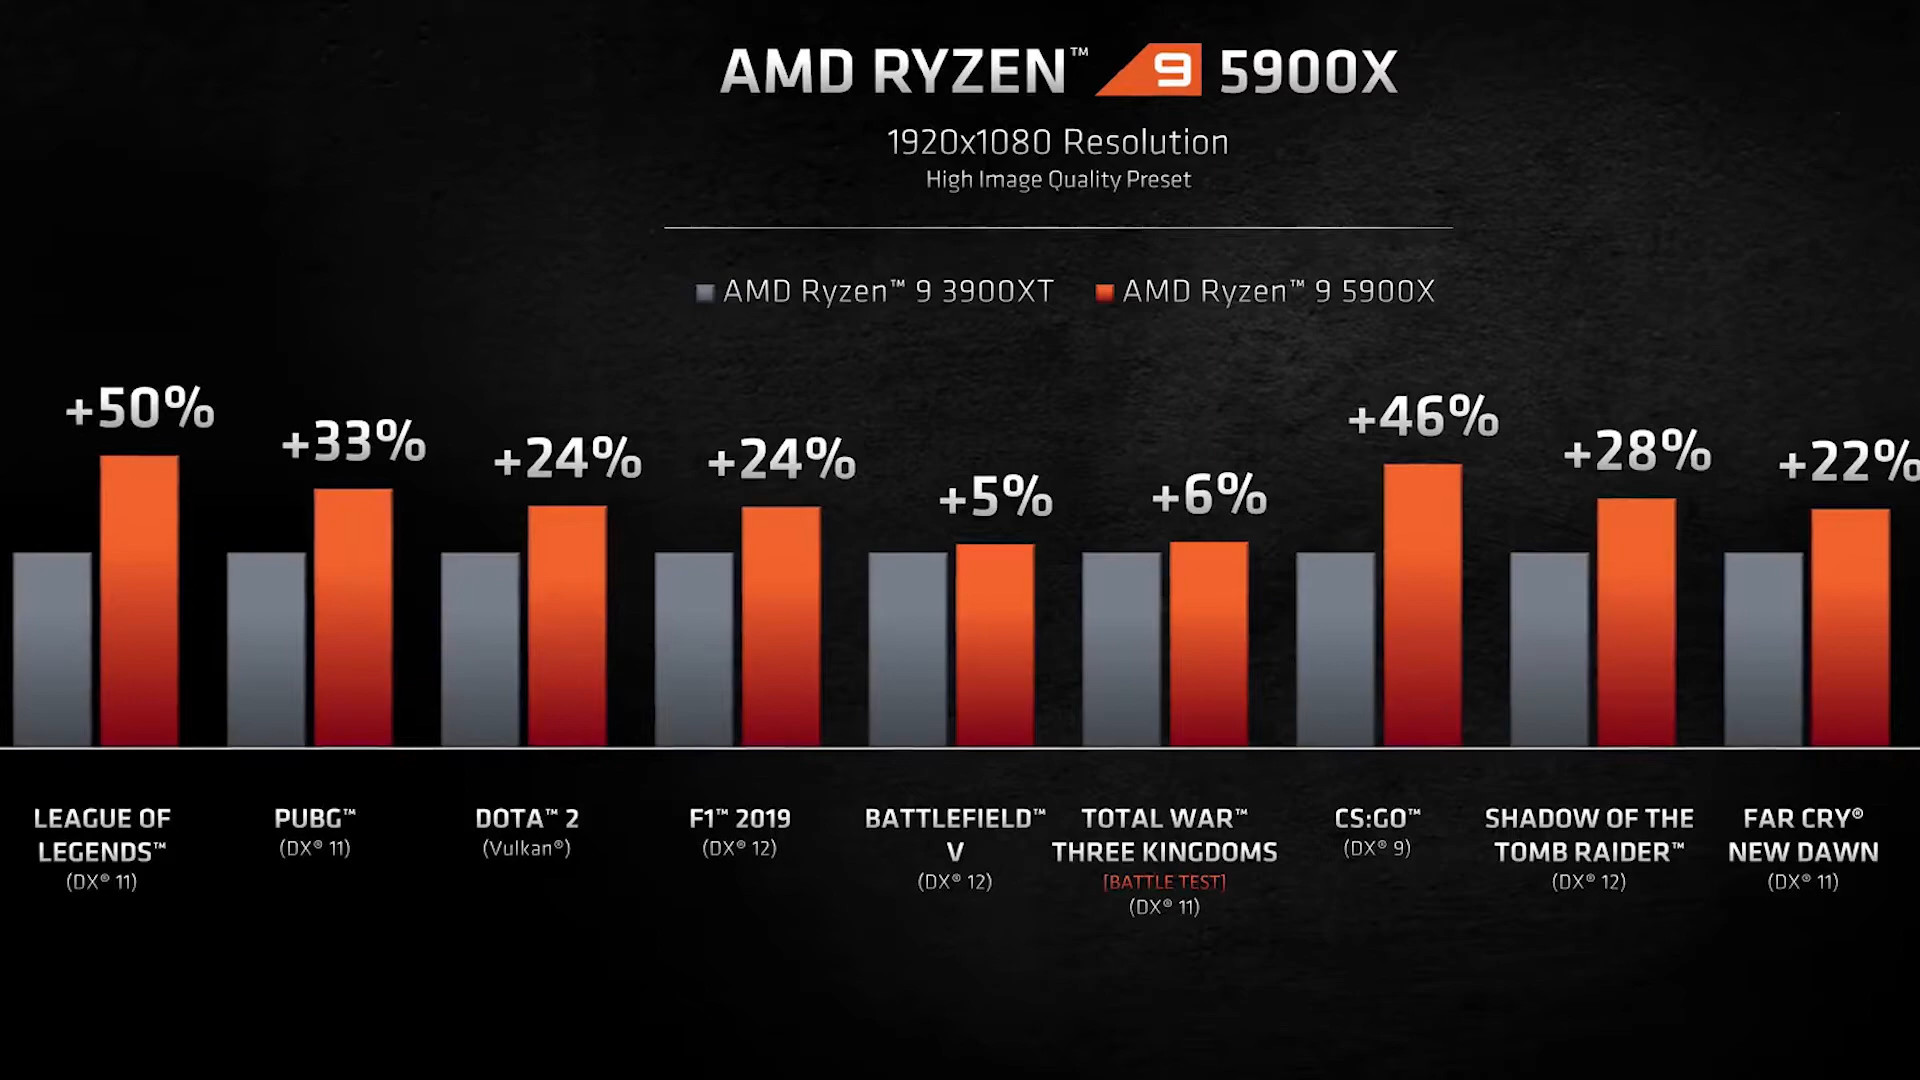 AMD RYZEN™ 9 5900X
1920x1080 Resolution
High Image Quality Preset
AMD Ryzen™ 9 3900XT AMD Ryzen™ 9 5900X
+50% +33% +24% +24% +5% +6% +46% +28% +22%
LEAGUE OF
LEGENDS™
(DX® 11)
PUBG™
(DX® 11)
DOTA™ 2
(Vulkan®)
F1™ 2019
(DX® 12)
BATTLEFIELD™
V
(DX® 12)
TOTAL WAR™
THREE KINGDOMS
[BATTLE TEST]
(DX® 11)
CS:GO™
(DX® 9)
SHADOW OF THE
TOMB RAIDER™
(DX® 12)
FAR CRY®
NEW DAWN
(DX® 11)